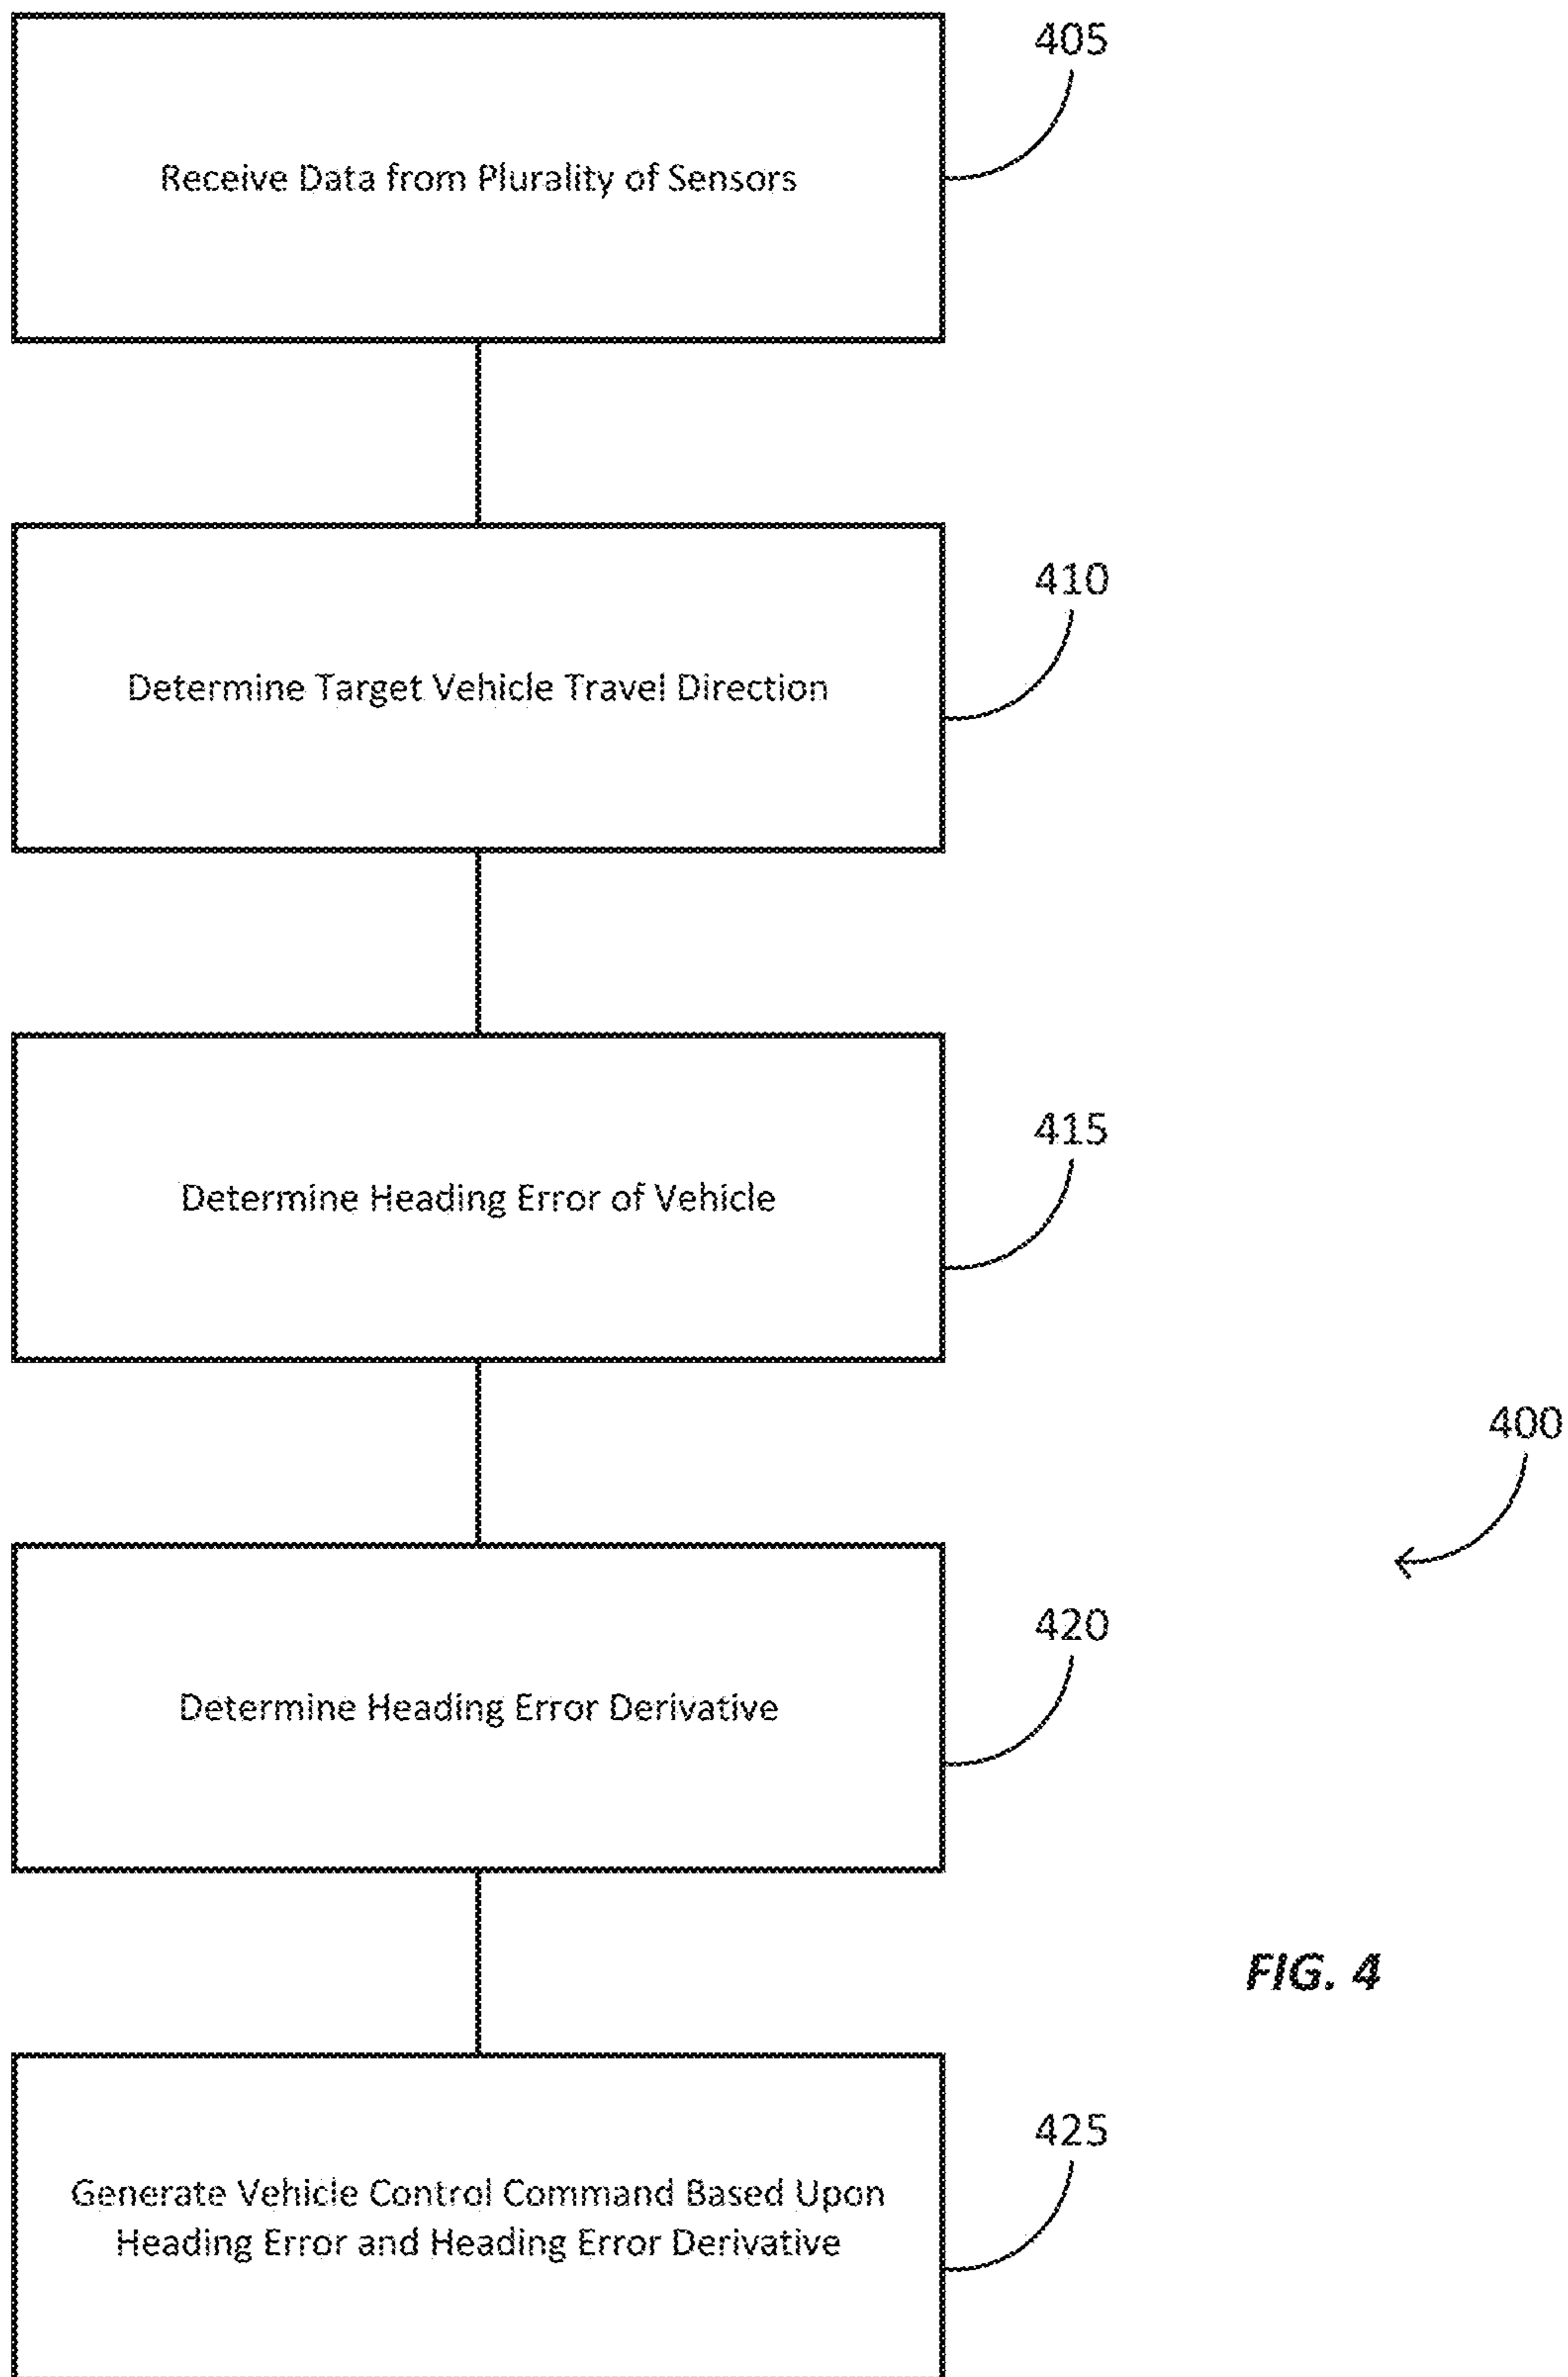 405
Receive Data from Plurality of Sensors
410
Determine Target Vehicle Travel Direction
415
Determine Heading Error of Vehicle
400
420
Determine Heading Error Derivative
FIG. 4
425
Generate Vehicle Control Command Based Upon
Heading Error and Heading Error Derivative